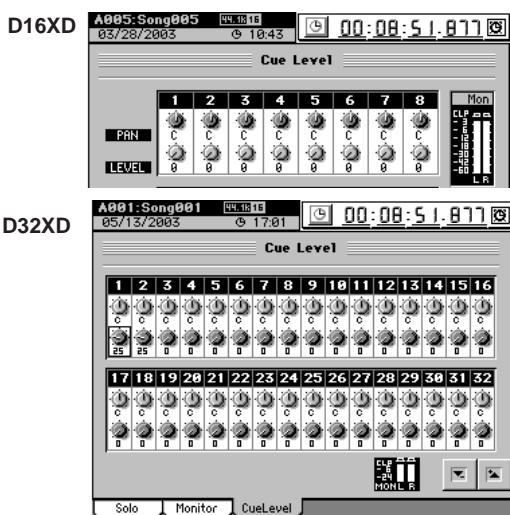 D16XD
A005:Song005 44.1k 16
03/28/2003 10:43 00:08:51.877
Cue Level
1 2 3 4 5 6 7 8 Mon
CLP
-3
-6
-12
-18
-30
-42
-60
L R
PAN C C C C C C C C
LEVEL 0 0 0 0 0 0 0 0
D32XD
A001:Song001 44.1k 16
05/13/2003 17:01 00:08:51.877
Cue Level
1 2 3 4 5 6 7 8 9 10 11 12 13 14 15 16
C C C C C C C C C C C C C C C C
25 25 0 0 0 0 0 0 0 0 0 0 0 0 0 0
17 18 19 20 21 22 23 24 25 26 27 28 29 30 31 32
C C C C C C C C C C C C C C C C
0 0 0 0 0 0 0 0 0 0 0 0 0 0 0 0
CLP
-6
-24
MON L R
Solo Monitor CueLevel